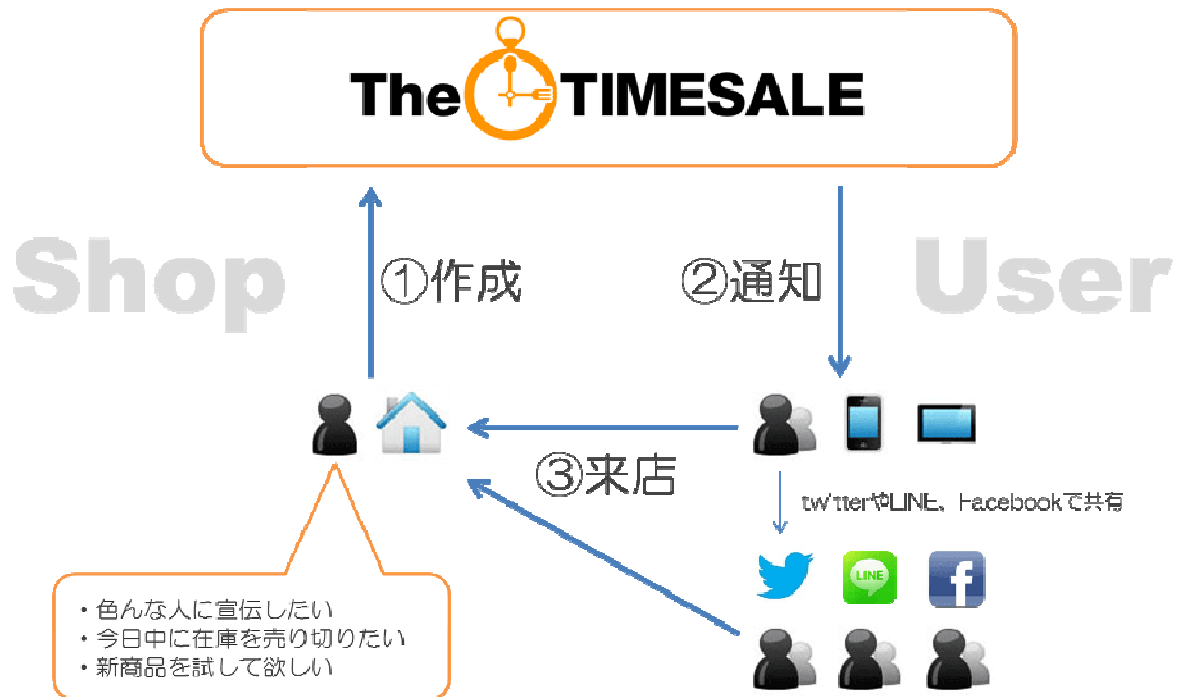 The TIMESALE
Shop
①作成
②通知
User
③来店
twitterやLINE、Facebookで共有
LINE
f
・色んな人に宣伝したい
・今日中に在庫を売り切りたい
・新商品を試して欲しい